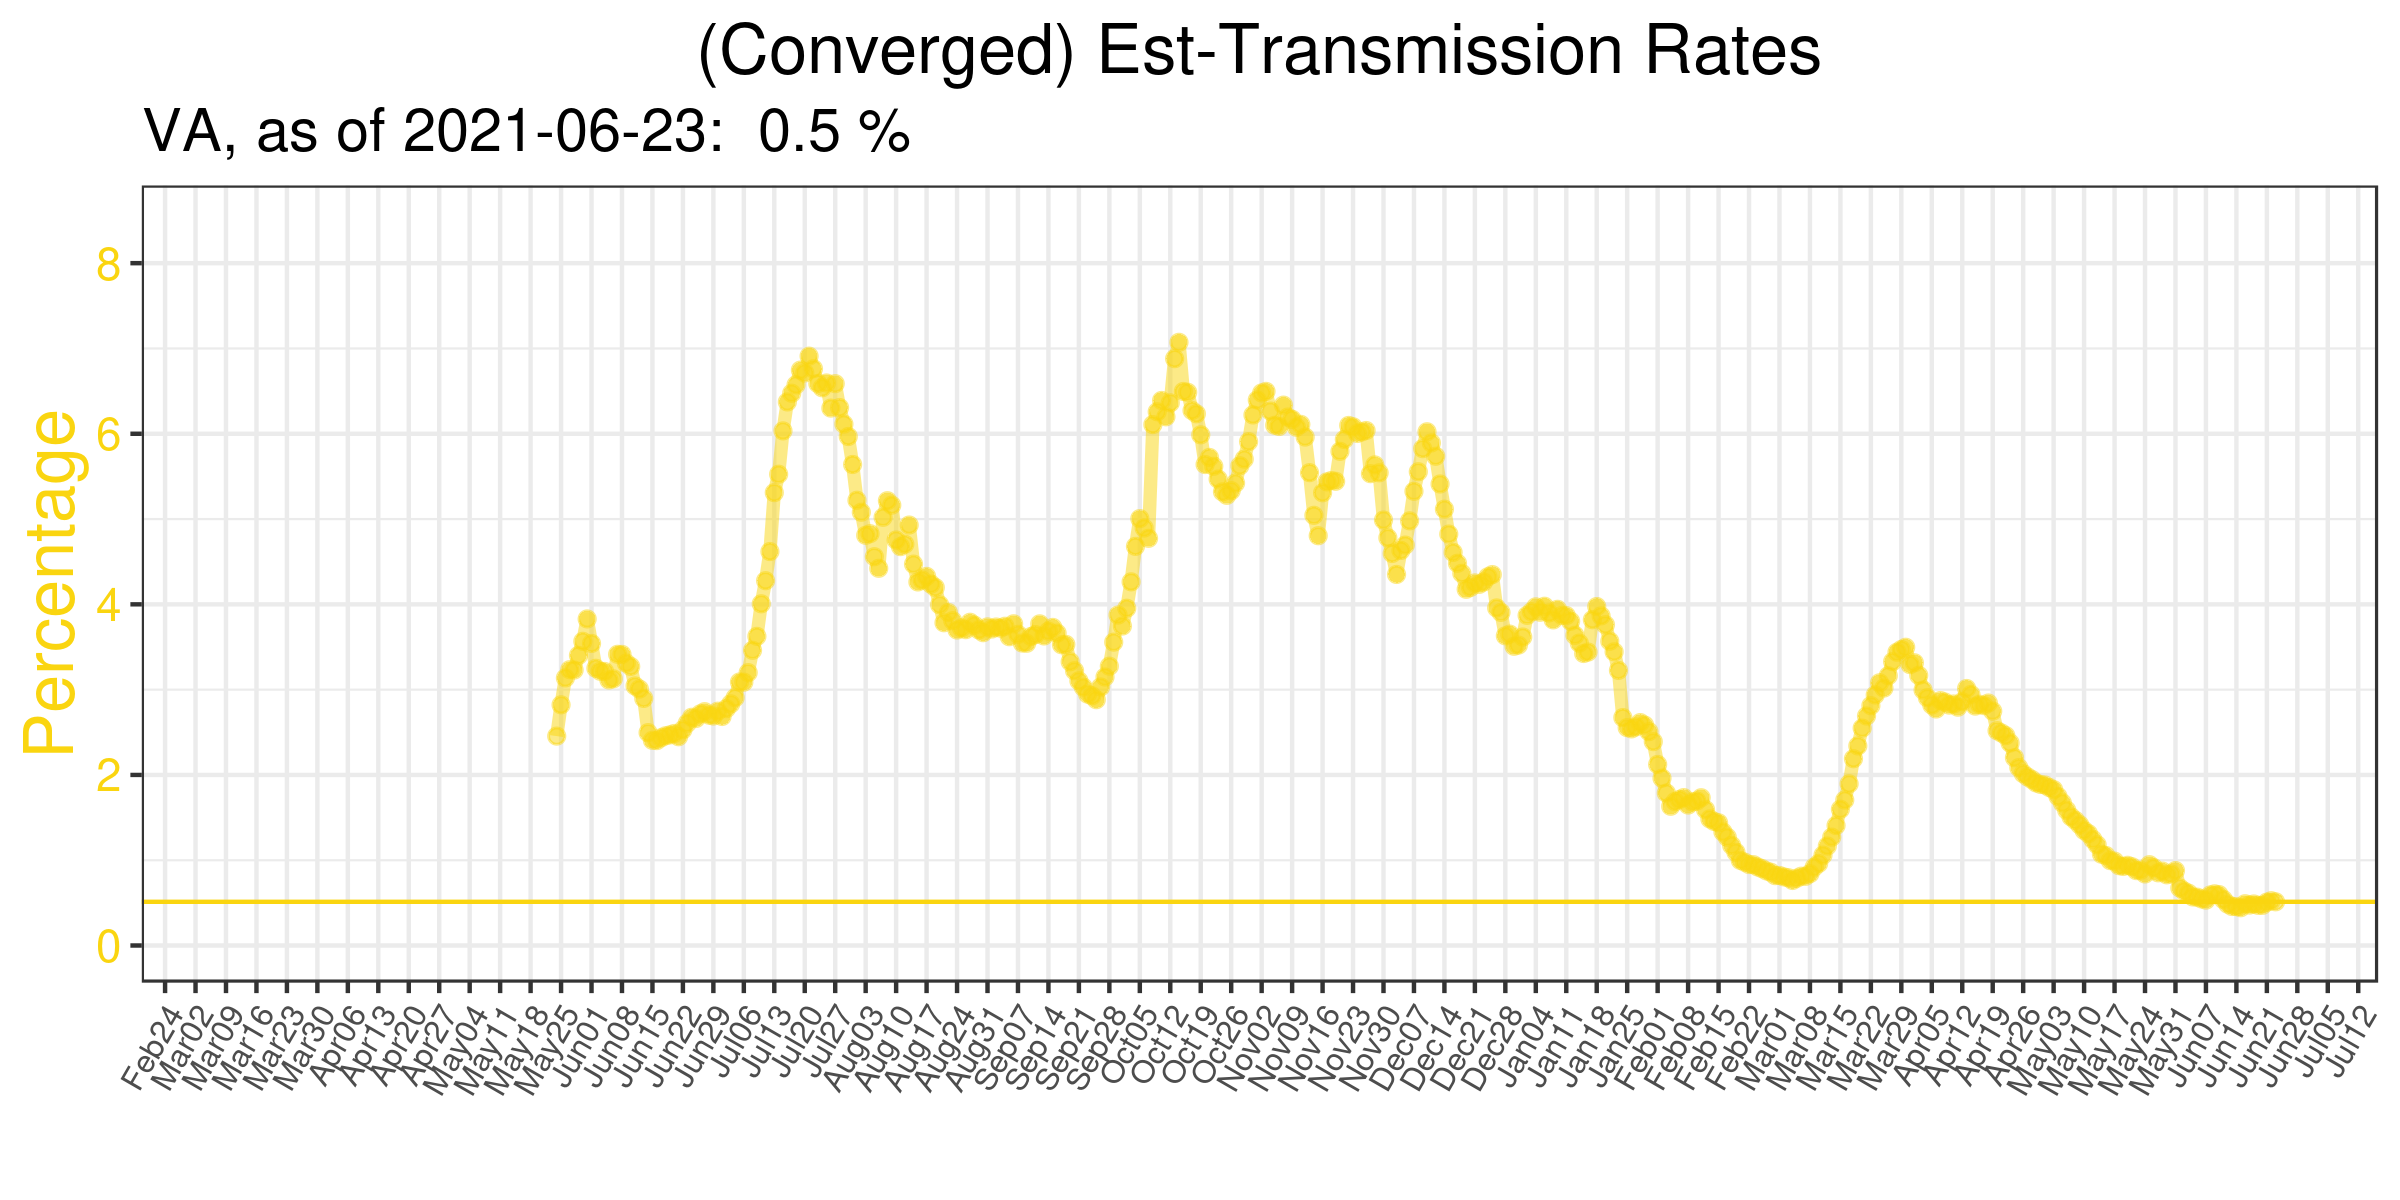 (Converged) Est-Transmission Rates
VA, as of 2021-06-23:  0.5 %
Percentage
8
6
4
2
0
Feb24
Mar02
Mar09
Mar16
Mar23
Mar30
Apr06
Apr13
Apr20
Apr27
May04
May11
May18
May25
Jun01
Jun08
Jun15
Jun22
Jun29
Jul06
Jul13
Jul20
Jul27
Aug03
Aug10
Aug17
Aug24
Aug31
Sep07
Sep14
Sep21
Sep28
Oct05
Oct12
Oct19
Oct26
Nov02
Nov09
Nov16
Nov23
Nov30
Dec07
Dec14
Dec21
Dec28
Jan04
Jan11
Jan18
Jan25
Feb01
Feb08
Feb15
Feb22
Mar01
Mar08
Mar15
Mar22
Mar29
Apr05
Apr12
Apr19
Apr26
May03
May10
May17
May24
May31
Jun07
Jun14
Jun21
Jun28
Jul05
Jul12